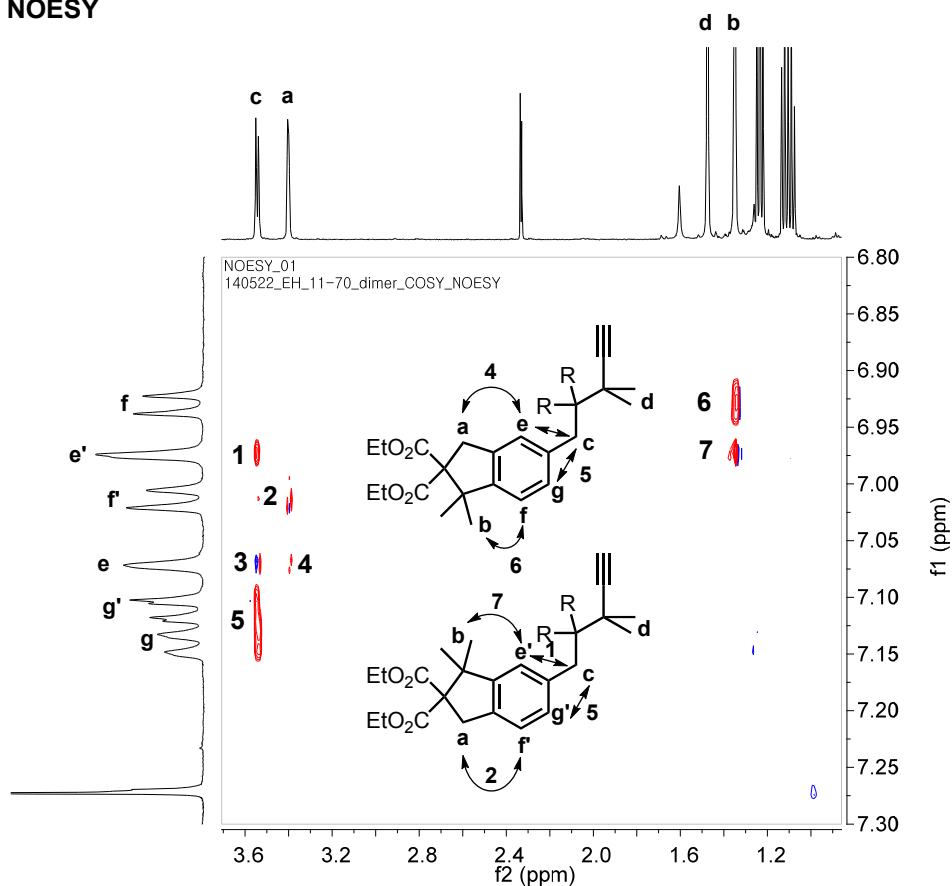 NOESY
d b
c a
NOESY_01
140522_EH_11-70_dimer_COSY_NOESY
6.80
6.85
6.90
6.95
7.00
7.05
7.10
7.15
7.20
7.25
7.30
f1 (ppm)
f
e'
f'
e
g'
g
1
2
3
4
5
6
7
4
R
R
d
e
a
c
EtO2C
5
g
EtO2C
f
b
6
7
R
R
d
b
e'
1
c
EtO2C
g'
5
EtO2C
a
f'
2
3.6 3.2 2.8 2.4 2.0 1.6 1.2
f2 (ppm)